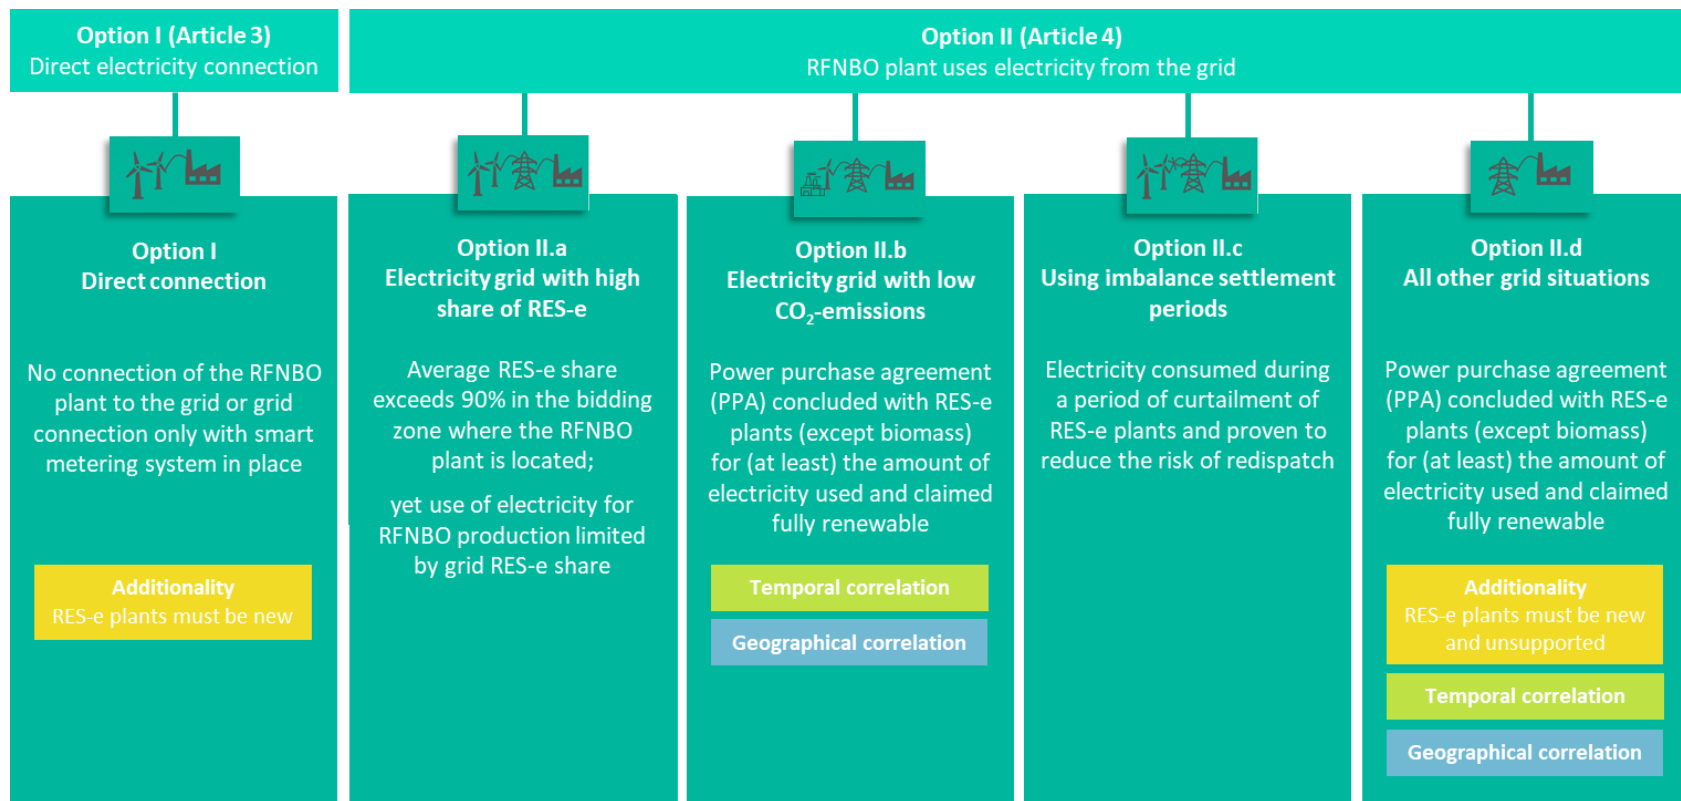 Option I (Article 3)
Direct electricity connection
Option II (Article 4)
RFNBO plant uses electricity from the grid
Option I
Direct connection
No connection of the RFNBO
plant to the grid or grid
connection only with smart
metering system in place
Additionality
RES-e plants must be new
Option II.a
Electricity grid with high
share of RES-e
Average RES-e share
exceeds 90% in the bidding
zone where the RFNBO
plant is located;
yet use of electricity for
RFNBO production limited
by grid RES-e share
Option II.b
Electricity grid with low
CO₂-emissions
Power purchase agreement
(PPA) concluded with RES-e
plants (except biomass)
for (at least) the amount of
electricity used and claimed
fully renewable
Temporal correlation
Geographical correlation
Option II.c
Using imbalance settlement
periods
Electricity consumed during
a period of curtailment of
RES-e plants and proven to
reduce the risk of redispatch
Option II.d
All other grid situations
Power purchase agreement
(PPA) concluded with RES-e
plants (except biomass)
for (at least) the amount of
electricity used and claimed
fully renewable
Additionality
RES-e plants must be new
and unsupported
Temporal correlation
Geographical correlation